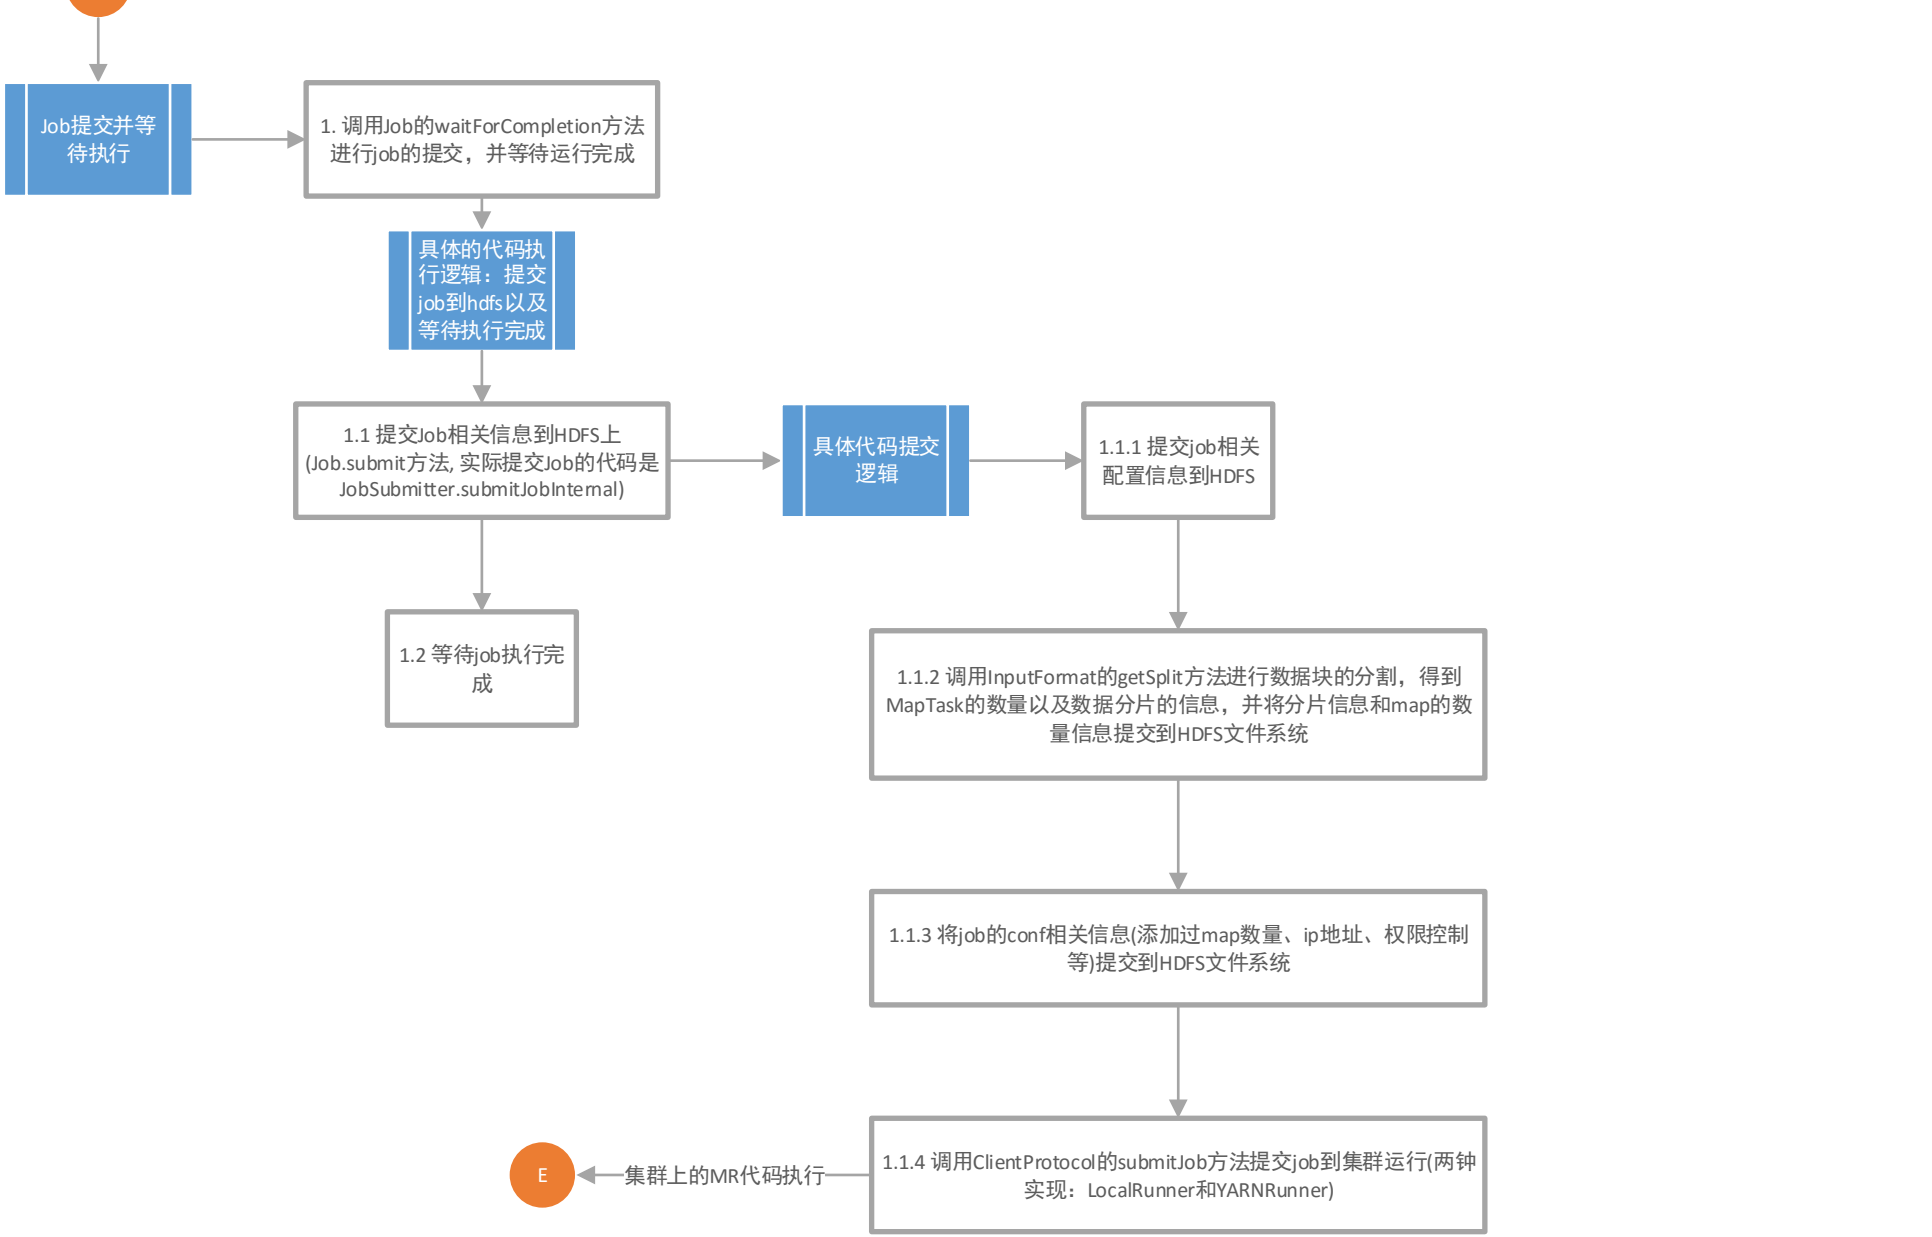 Job提交并等
待执行
1. 调用Job的waitForCompletion方法
进行job的提交，并等待运行完成
具体的代码执
行逻辑：提交
job到hdfs以及
等待执行完成
1.1 提交Job相关信息到HDFS上
(Job.submit方法, 实际提交Job的代码是
JobSubmitter.submitJobInternal)
具体代码提交
逻辑
1.1.1 提交job相关
配置信息到HDFS
1.2 等待job执行完
成
1.1.2 调用InputFormat的getSplit方法进行数据块的分割，得到
MapTask的数量以及数据分片的信息，并将分片信息和map的数
量信息提交到HDFS文件系统
1.1.3 将job的conf相关信息(添加过map数量、ip地址、权限控制
等)提交到HDFS文件系统
1.1.4 调用ClientProtocol的submitJob方法提交job到集群运行(两钟
实现：LocalRunner和YARNRunner)
集群上的MR代码执行
E